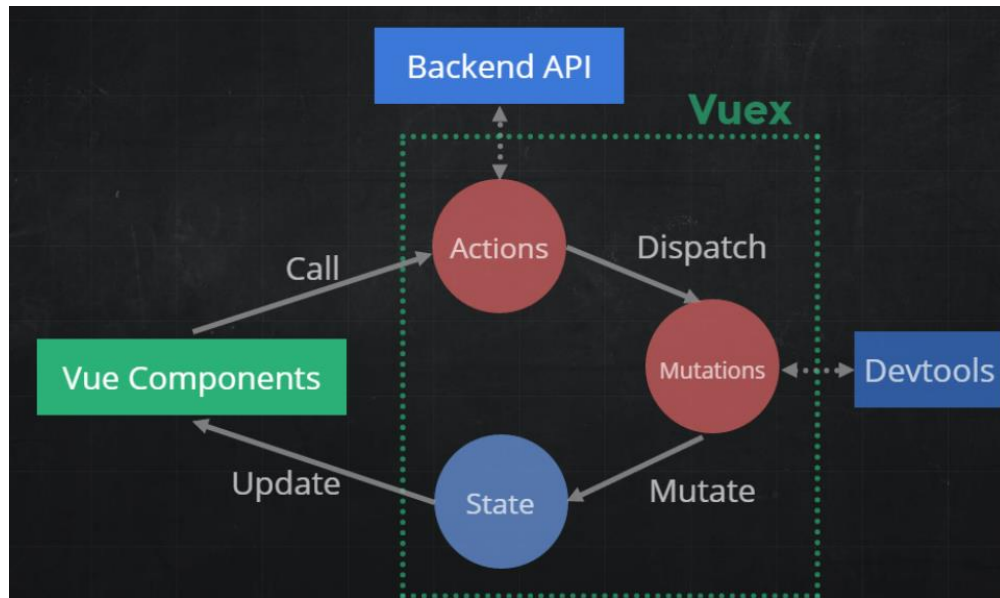 Backend API
Vuex
Actions
Dispatch
Call
Vue Components
Mutations
Devtools
Update
State
Mutate